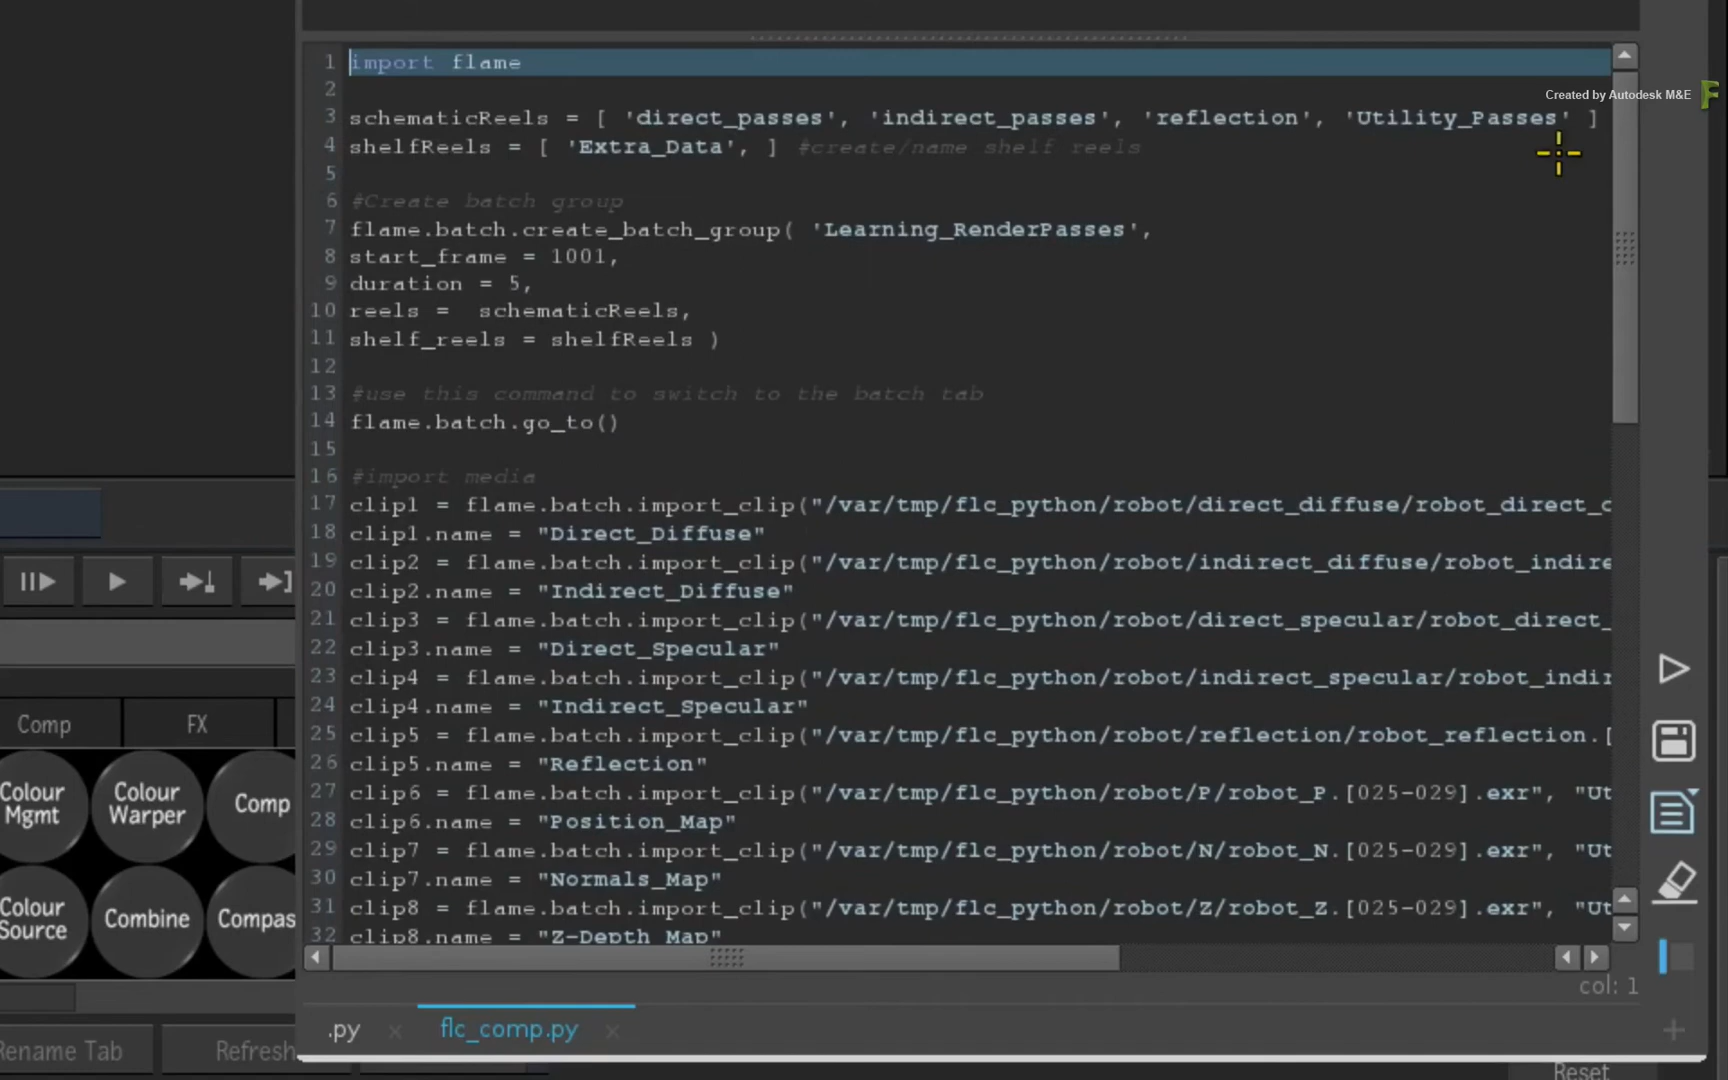 1 import flame
2
3 schematicReels = [ 'direct_passes', 'indirect_passes', 'reflection', 'Utility_Passes' ]
4 shelfReels = [ 'Extra_Data', ] #create/name shelf reels
5
6 #Create batch group
7 flame.batch.create_batch_group( 'Learning_RenderPasses',
8 start_frame = 1001,
9 duration = 5,
10 reels =  schematicReels,
11 shelf_reels = shelfReels )
12
13 #use this command to switch to the batch tab
14 flame.batch.go_to()
15
16 #import media
17 clip1 = flame.batch.import_clip("/var/tmp/flc_python/robot/direct_diffuse/robot_direct_
18 clip1.name = "Direct_Diffuse"
19 clip2 = flame.batch.import_clip("/var/tmp/flc_python/robot/indirect_diffuse/robot_indire
20 clip2.name = "Indirect_Diffuse"
21 clip3 = flame.batch.import_clip("/var/tmp/flc_python/robot/direct_specular/robot_direct_
22 clip3.name = "Direct_Specular"
23 clip4 = flame.batch.import_clip("/var/tmp/flc_python/robot/indirect_specular/robot_indir
24 clip4.name = "Indirect_Specular"
25 clip5 = flame.batch.import_clip("/var/tmp/flc_python/robot/reflection/robot_reflection.[
26 clip5.name = "Reflection"
27 clip6 = flame.batch.import_clip("/var/tmp/flc_python/robot/P/robot_P.[025-029].exr", "Ut
28 clip6.name = "Position_Map"
29 clip7 = flame.batch.import_clip("/var/tmp/flc_python/robot/N/robot_N.[025-029].exr", "Ut
30 clip7.name = "Normals_Map"
31 clip8 = flame.batch.import_clip("/var/tmp/flc_python/robot/Z/robot_Z.[025-029].exr", "Ut
32 clip8.name = "Z-Depth_Map"
Created by Autodesk M&E
col: 1
.py
flc_comp.py
Comp
FX
Colour
Mgmt
Colour
Warper
Comp
Colour
Source
Combine
Compas
Rename Tab
Refresh
Reset